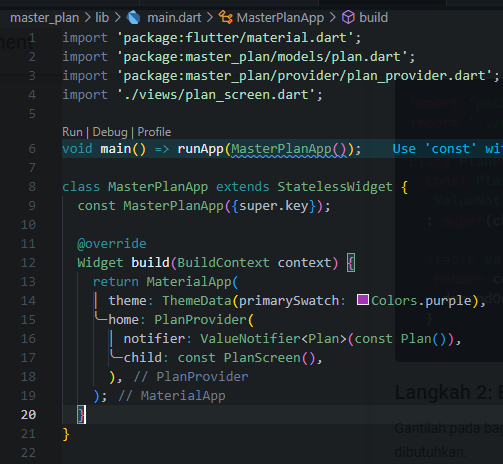 master_plan > lib > main.dart > MasterPlanApp > build
1 import 'package:flutter/material.dart';
2 import 'package:master_plan/models/plan.dart';
3 import 'package:master_plan/provider/plan_provider.dart';
4 import './views/plan_screen.dart';
5
Run | Debug | Profile
6 void main() => runApp(MasterPlanApp()); Use 'const' wi
7
8 class MasterPlanApp extends StatelessWidget {
9 const MasterPlanApp({super.key});
10
11 @override
12 Widget build(BuildContext context) {
13 return MaterialApp(
14 theme: ThemeData(primarySwatch: Colors.purple),
15 home: PlanProvider(
16 notifier: ValueNotifier<Plan>(const Plan()),
17 child: const PlanScreen(),
18 ), // PlanProvider
19 ); // MaterialApp
20 }
21 }
22
Langkah 2:
Gantilah pada ba
dibutuhkan.